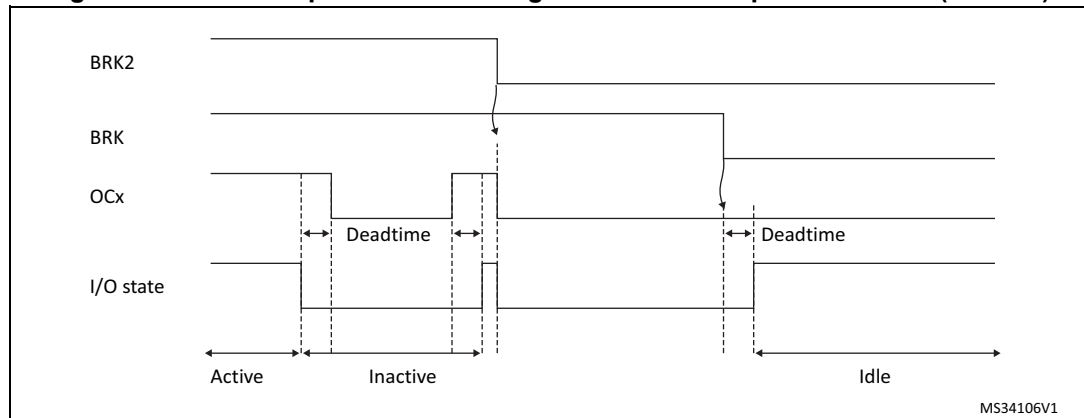 BRK2
BRK
OCx
Deadtime
Deadtime
I/O state
Active
Inactive
Idle
MS34106V1